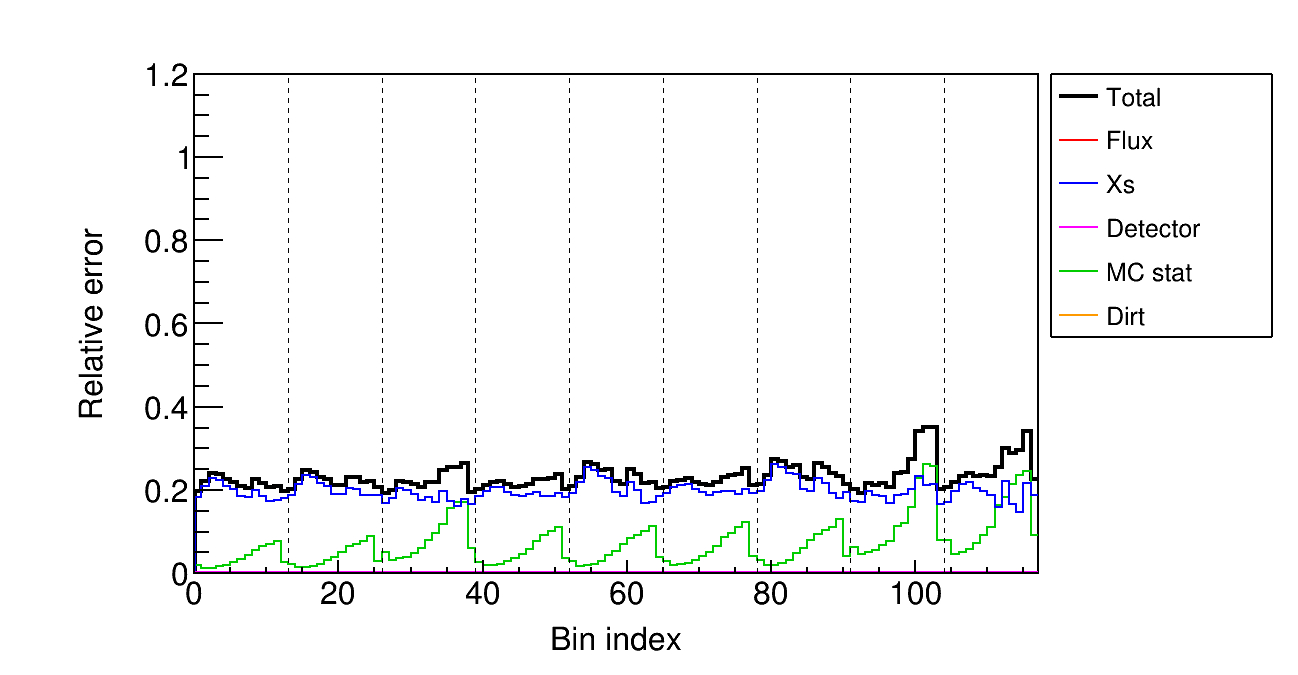 1.2
1
0.8
0.6
0.4
0.2
0
Relative error
0 20 40 60 80 100
Bin index
Total
Flux
Xs
Detector
MC stat
Dirt